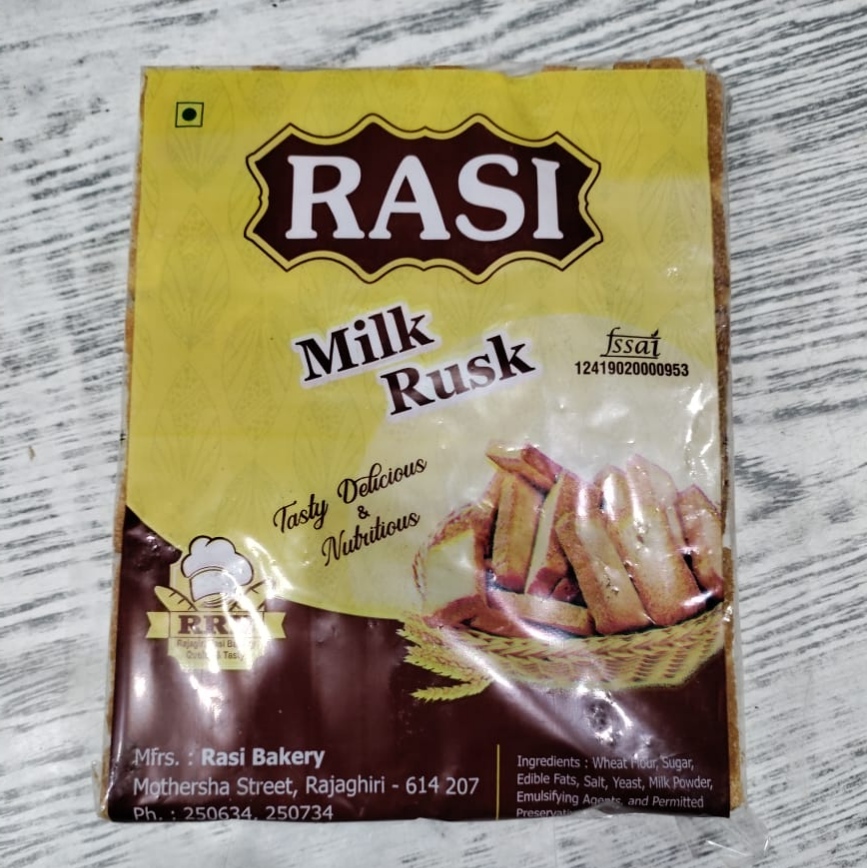 RASI
Milk
Rusk
fssai
12419020000953
Tasty Delicious
&
Nutritious
Mfrs. : Rasi Bakery
Mothersha Street, Rajaghiri - 614 207
Ph. : 250634, 250734
Ingredients : Wheat Flour, Sugar,
Edible Fats, Salt, Yeast, Milk Powder,
Emulsifying Agents, and Permitted